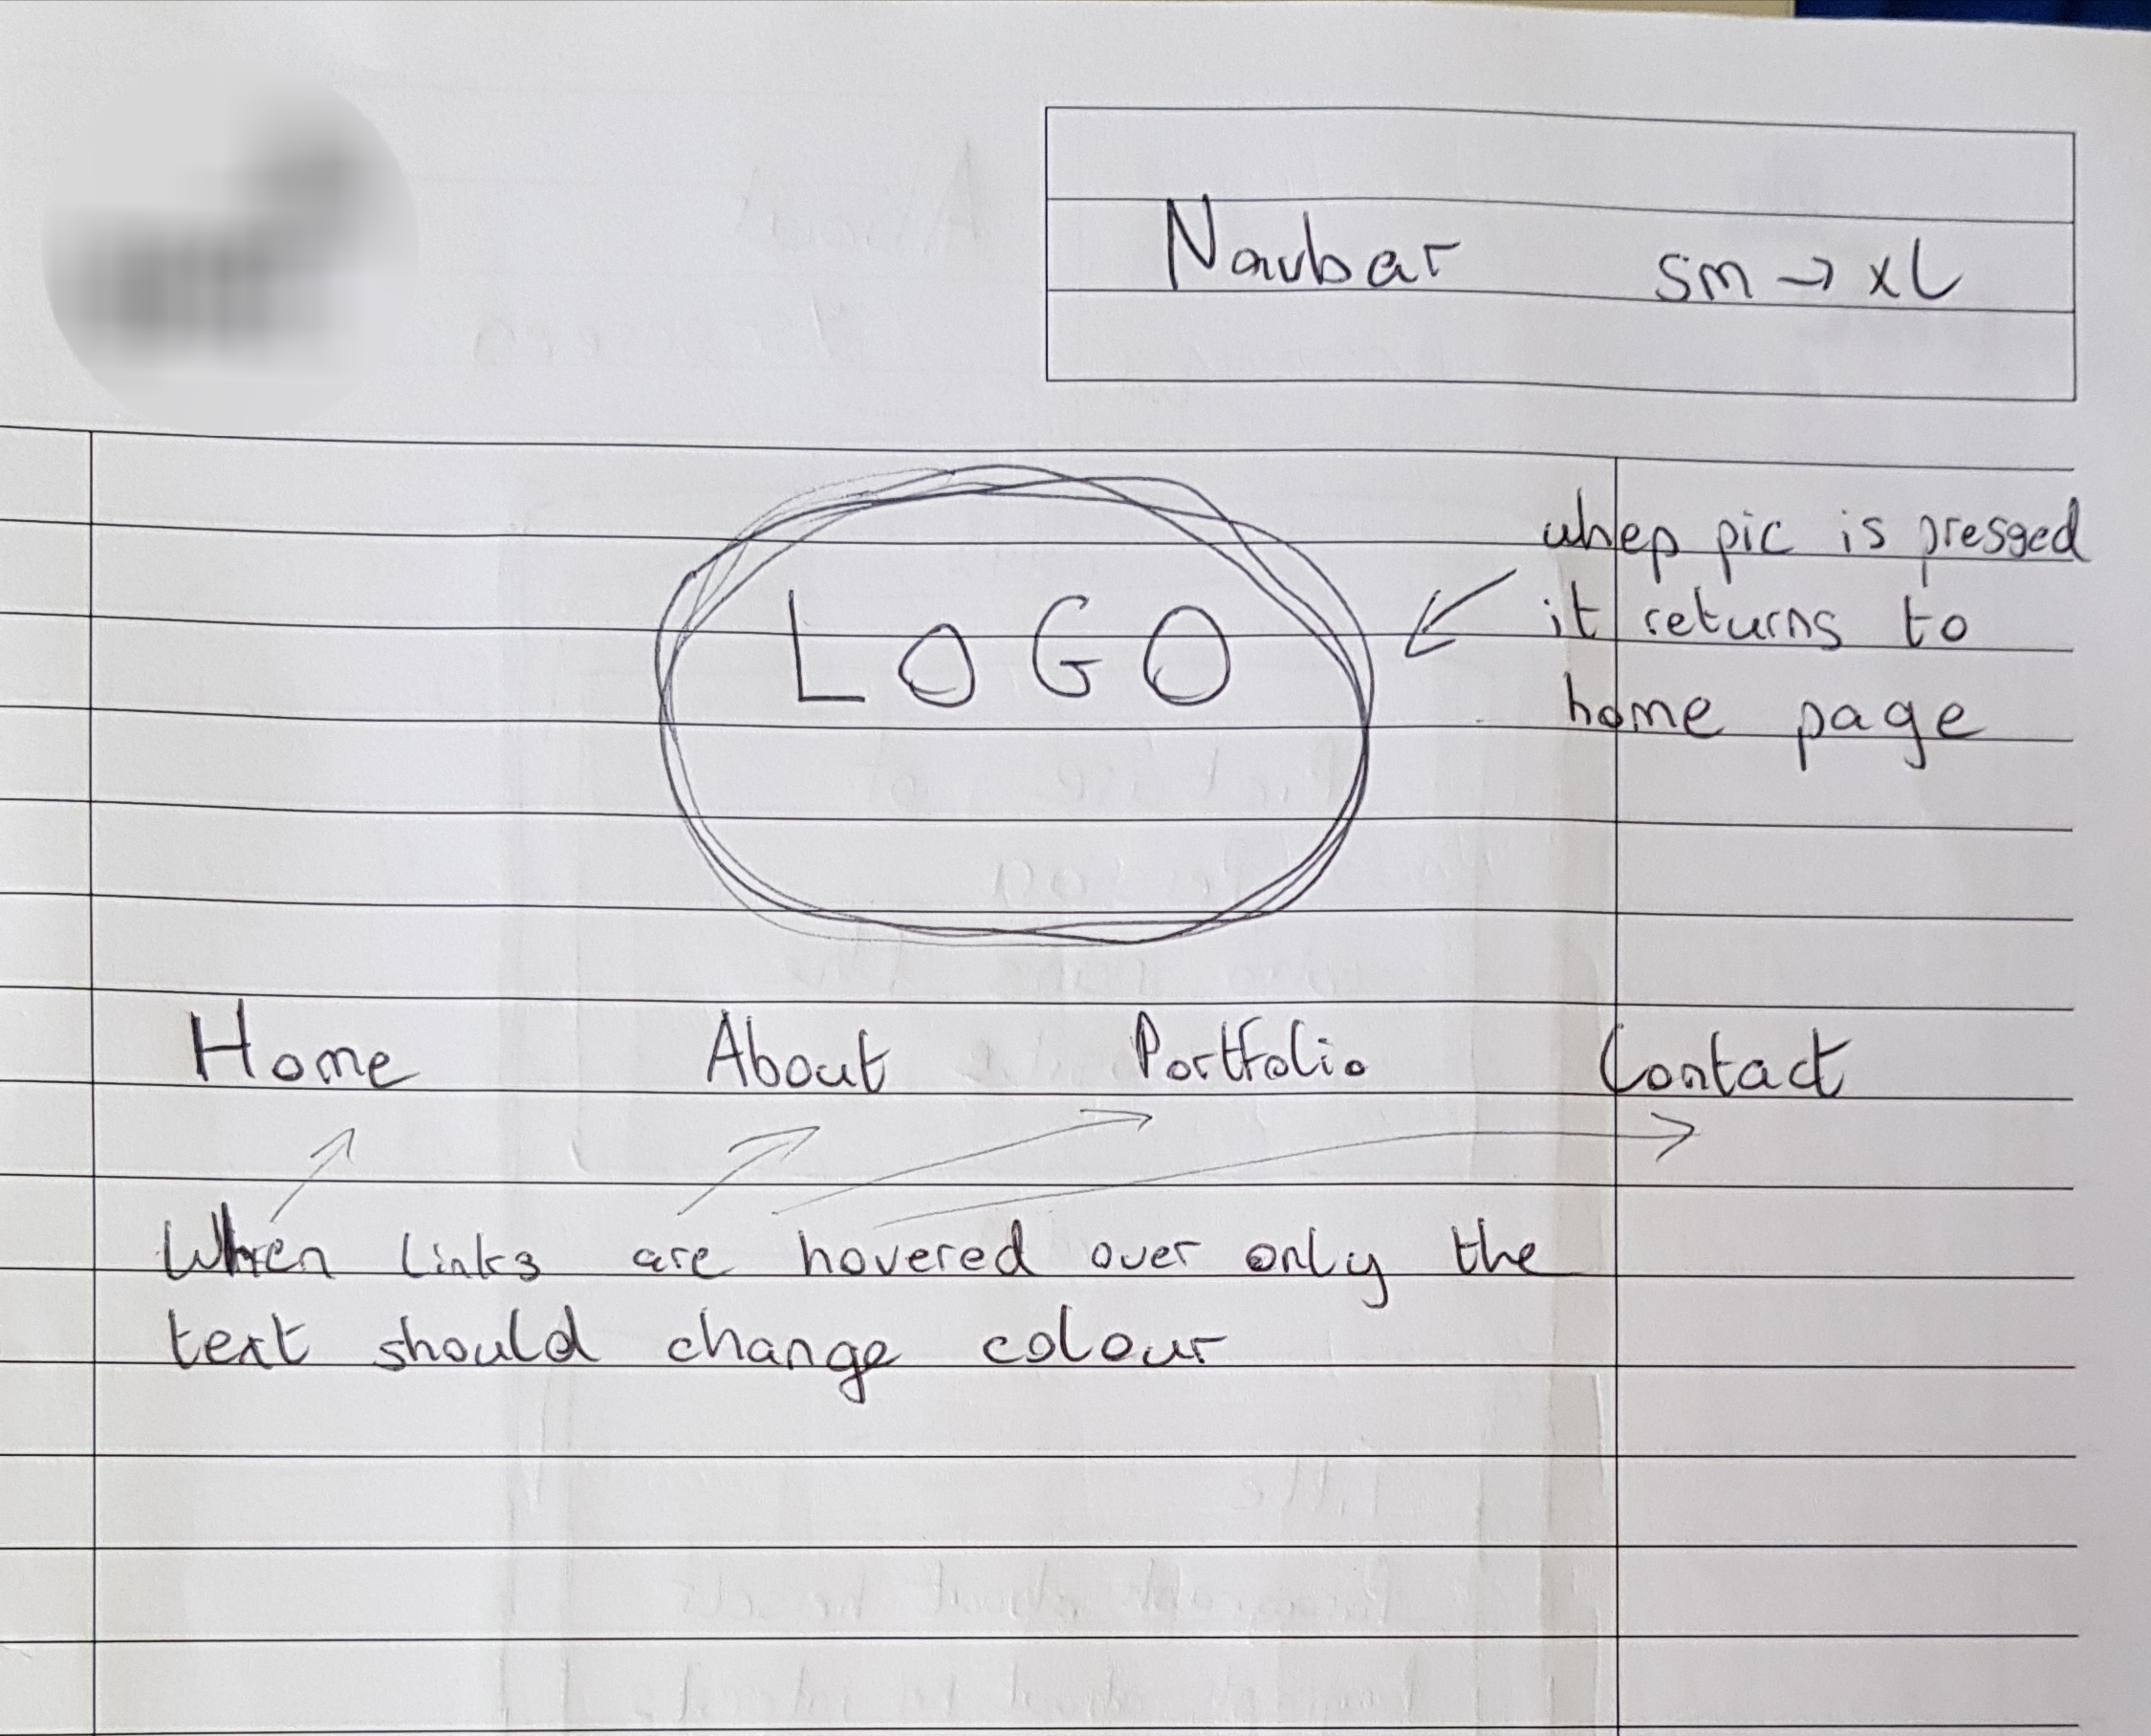 Navbar sm → xl
LOGO
when pic is pressed
it returns to
home page
Home About Portfolio Contact
When links are hovered over only the
text should change colour